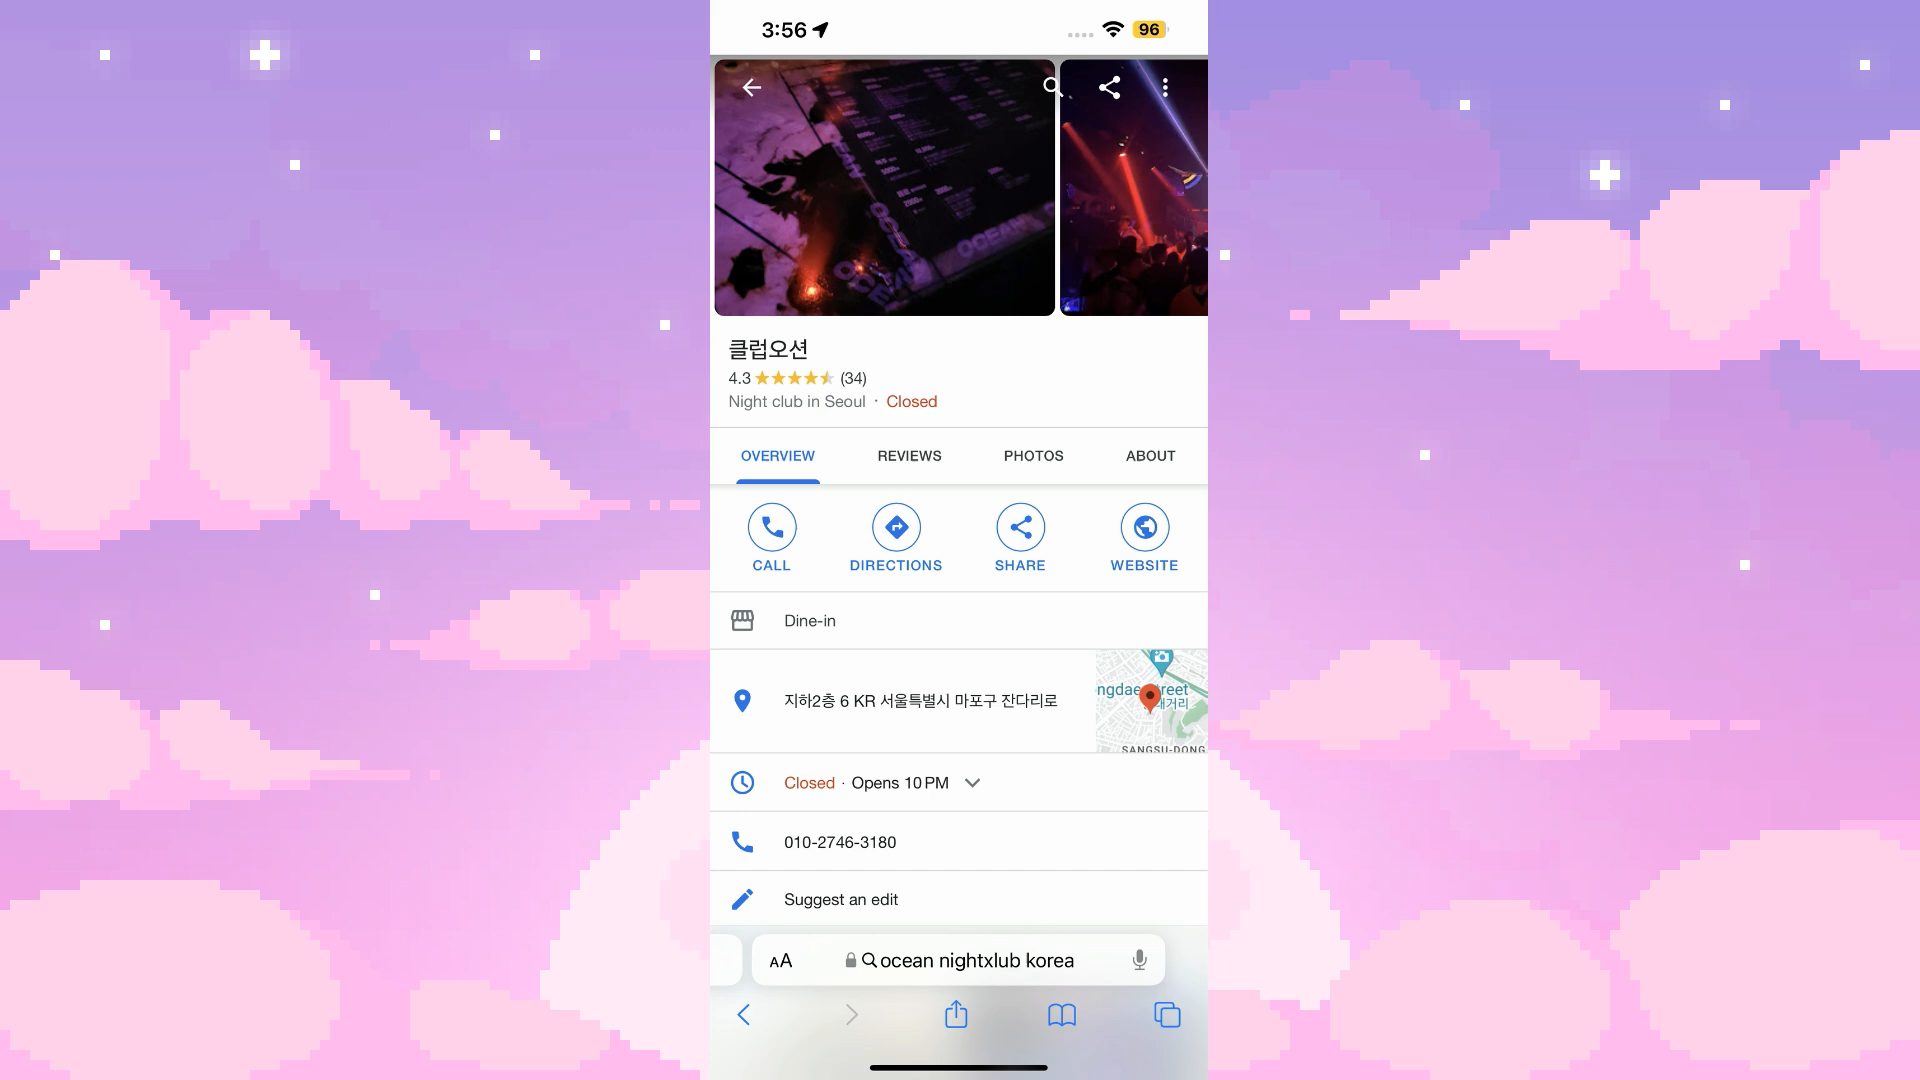 3:56
96
OCEAN
클럽오션
4.3 (34)
Night club in Seoul · Closed
OVERVIEW REVIEWS PHOTOS ABOUT
CALL DIRECTIONS SHARE WEBSITE
Dine-in
지하2층 6 KR 서울특별시 마포구 잔다리로
SANGSU-DONG
Closed · Opens 10 PM
010-2746-3180
Suggest an edit
AA ocean nightxlub korea